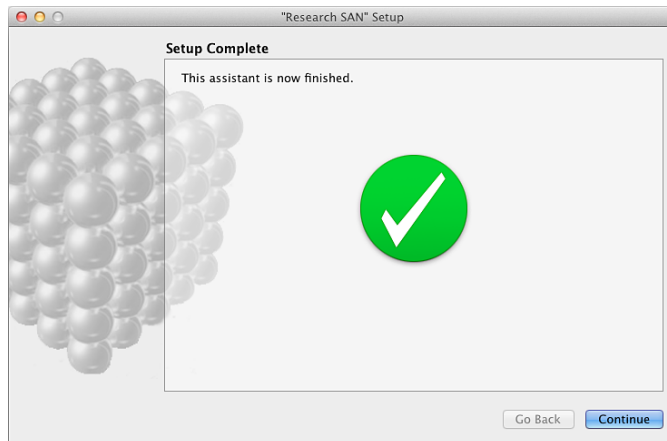 "Research SAN" Setup
Setup Complete
This assistant is now finished.
Go Back Continue